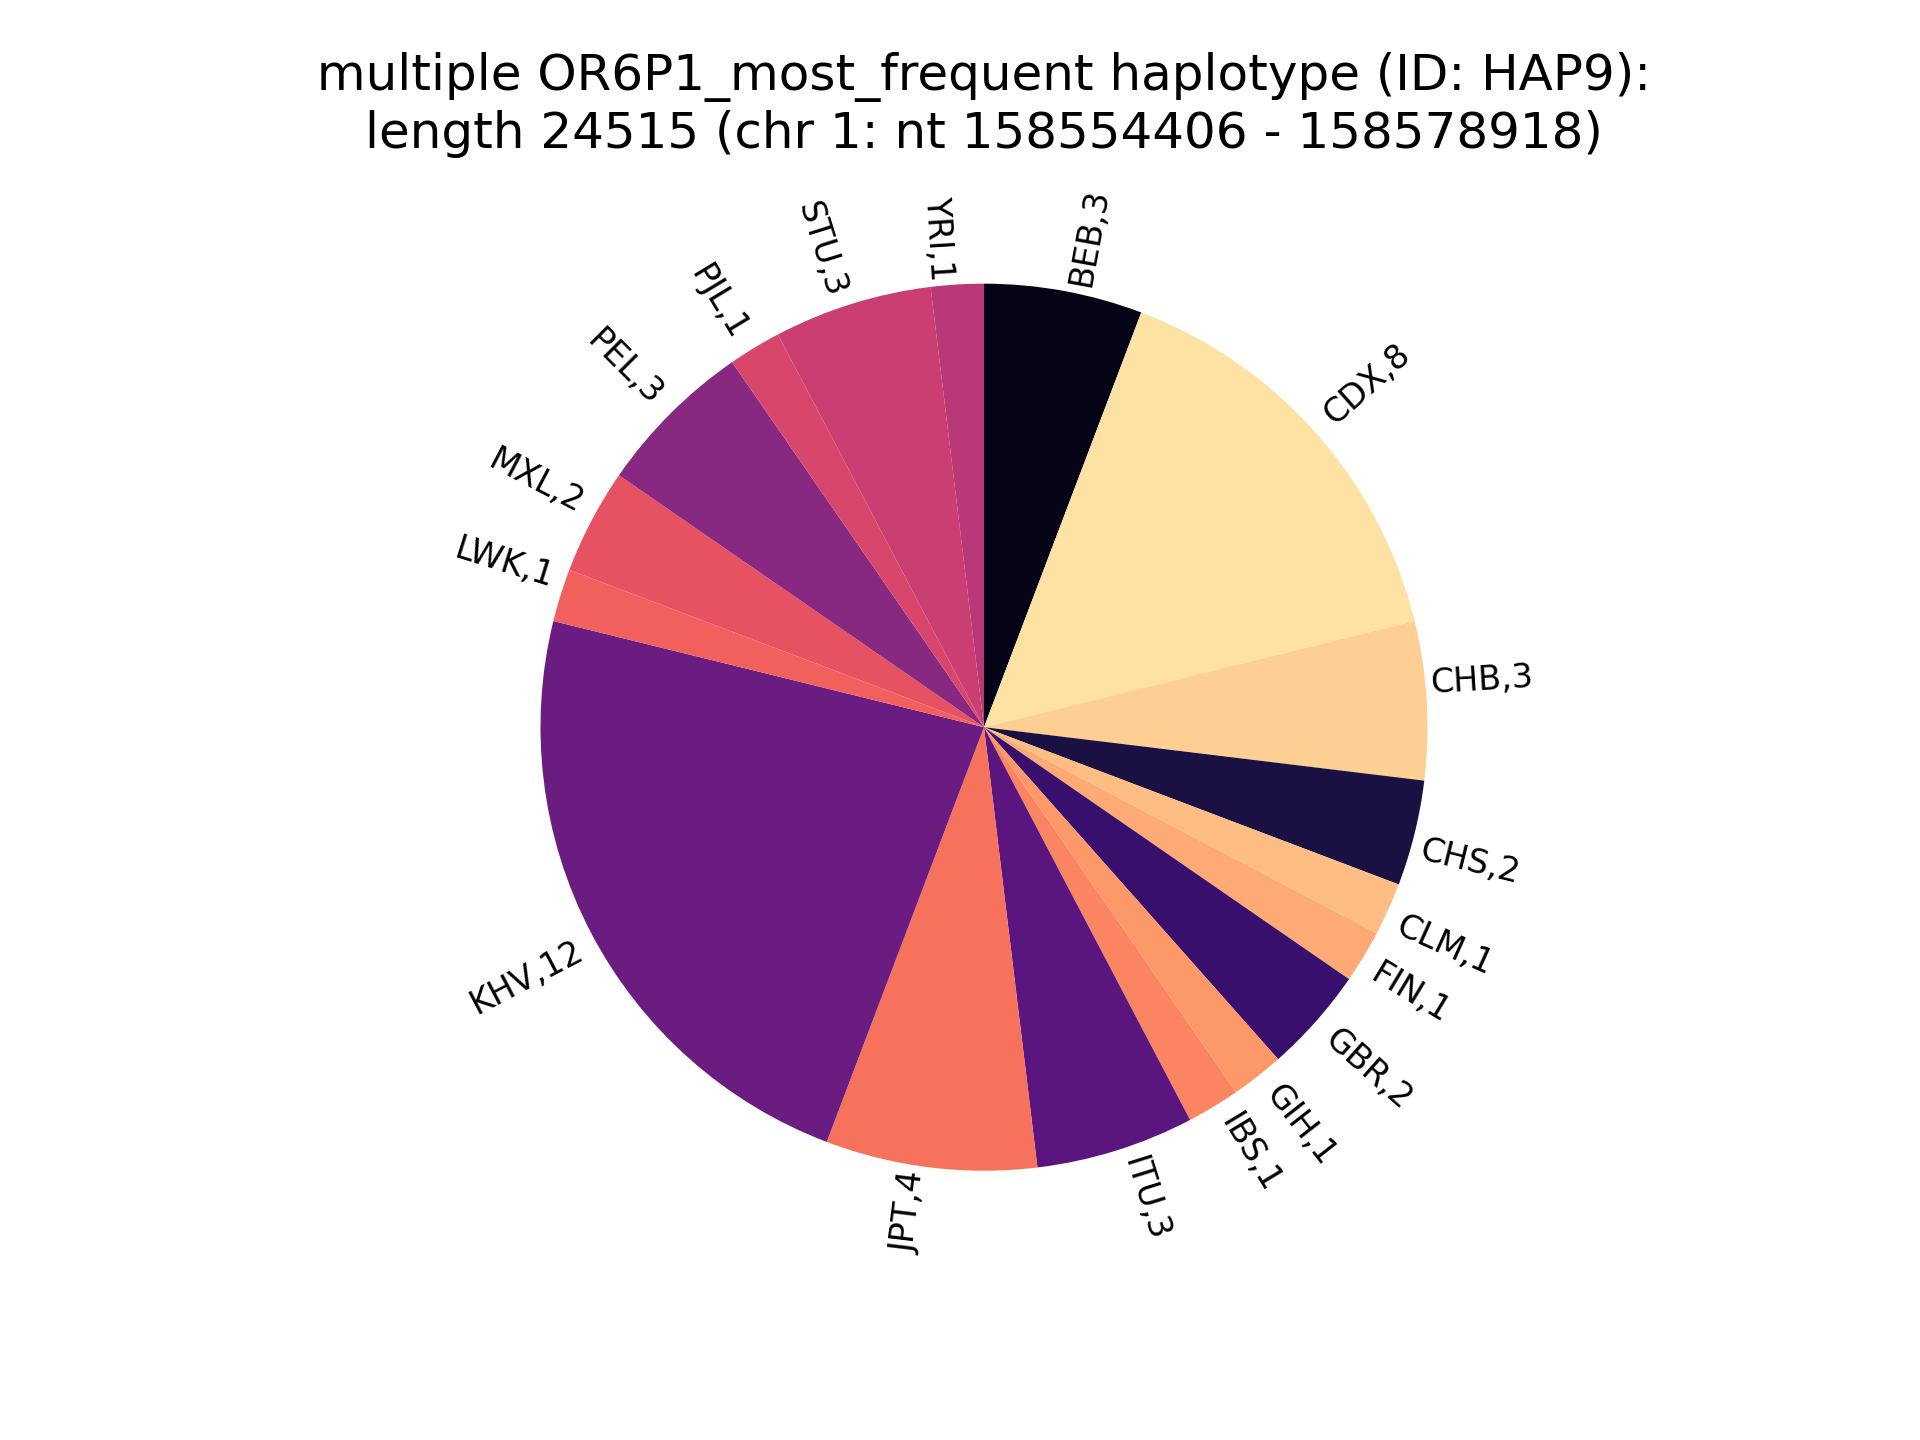 multiple OR6P1_most_frequent haplotype (ID: HAP9):
length 24515 (chr 1: nt 158554406 - 158578918)
BEB,3
CDX,8
CHB,3
CHS,2
CLM,1
FIN,1
GBR,2
GIH,1
IBS,1
ITU,3
JPT,4
KHV,12
LWK,1
MXL,2
PEL,3
PJL,1
STU,3
YRI,1